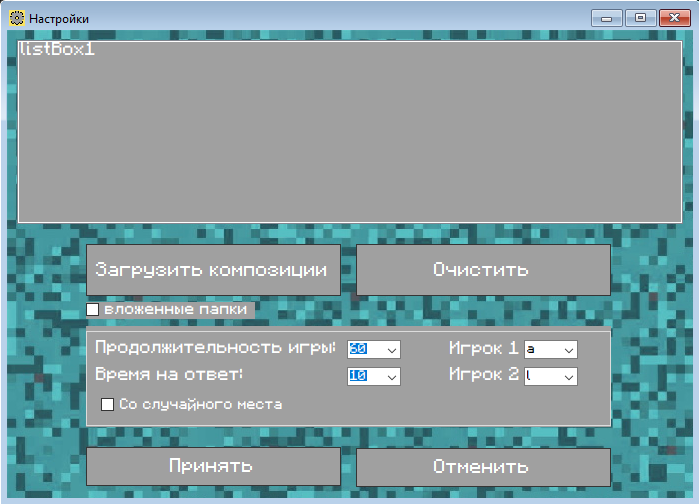 Настройки
listBox1
Загрузить композиции
Очистить
вложенные папки
Продолжительность игры: 60
Игрок 1 a
Время на ответ: 10
Игрок 2 l
Со случайного места
Принять
Отменить